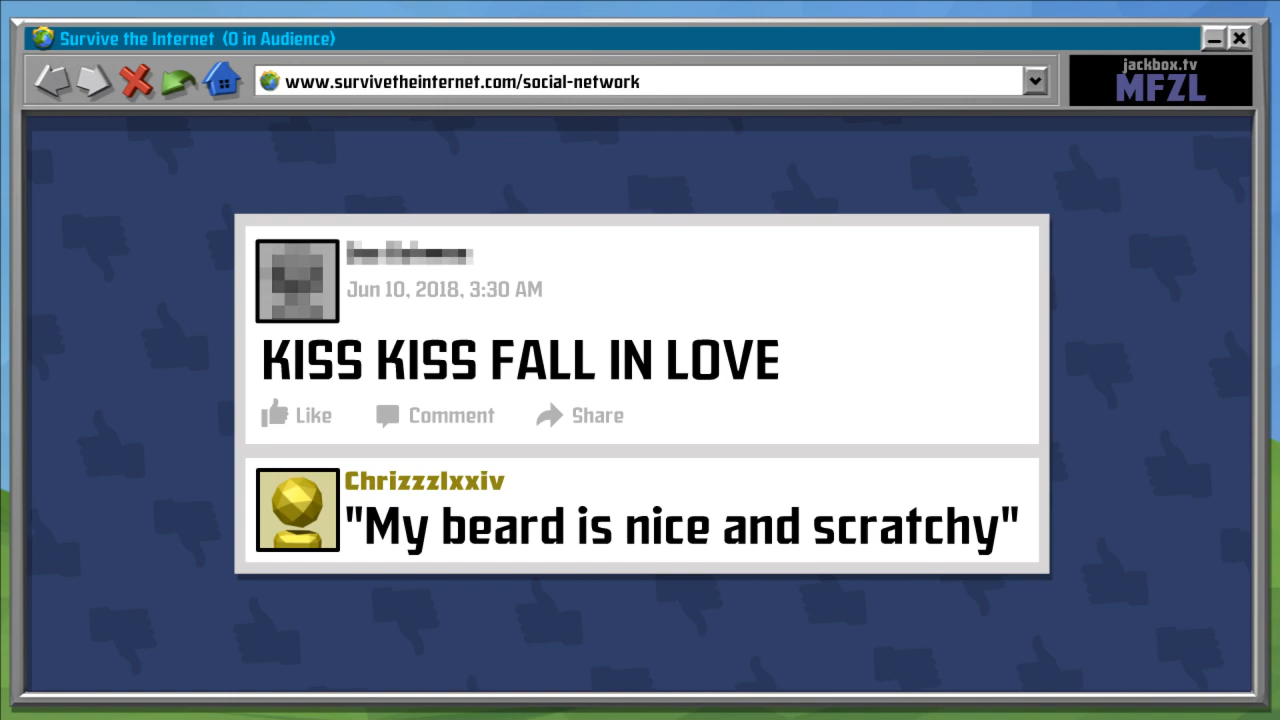 Survive the Internet (0 in Audience)
www.survivetheinternet.com/social-network
jackbox.tv
MFZL
Jun 10, 2018, 3:30 AM
KISS KISS FALL IN LOVE
Like Comment Share
Chrizzzlxxiv
"My beard is nice and scratchy"